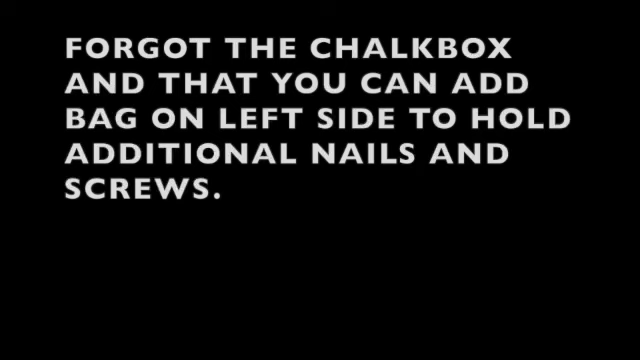 FORGOT THE CHALKBOX
AND THAT YOU CAN ADD
BAG ON LEFT SIDE TO HOLD
ADDITIONAL NAILS AND
SCREWS.